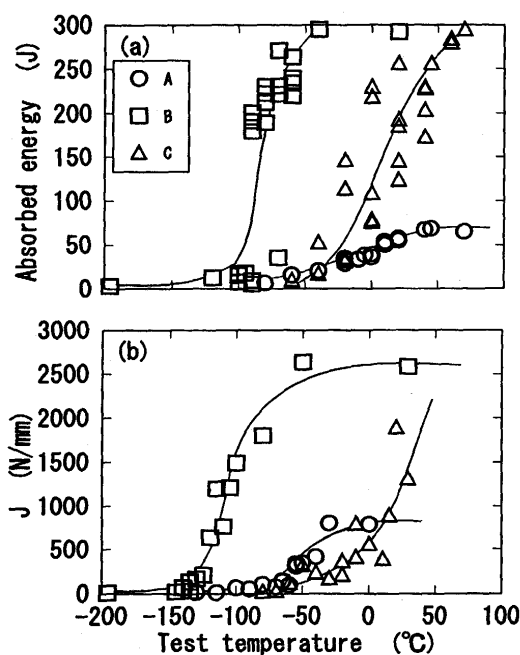 (a)
Absorbed energy (J)
300
250
200
150
100
50
0
A
B
C
(b)
J (N/mm)
3000
2500
2000
1500
1000
500
0
-200 -150 -100 -50 0 50 100
Test temperature (℃)